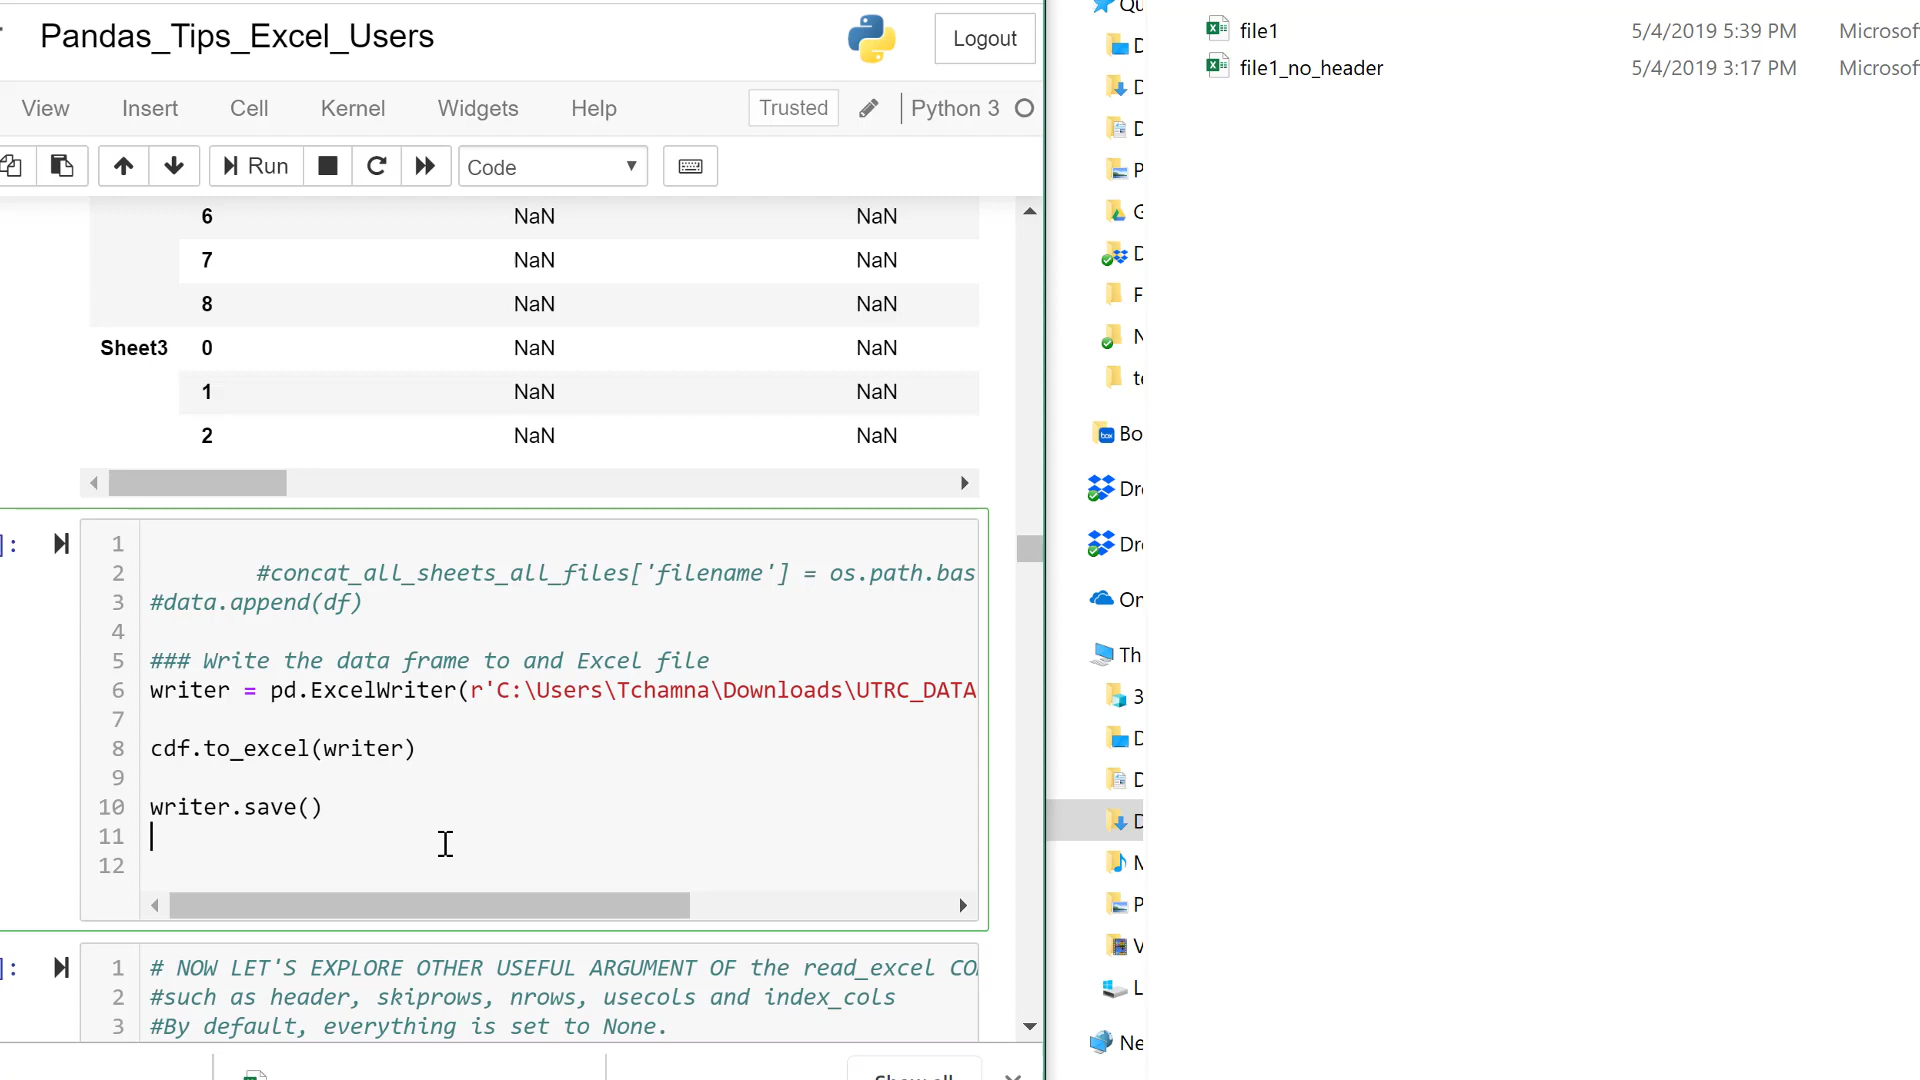 Pandas_Tips_Excel_Users
Logout
View Insert Cell Kernel Widgets Help Trusted Python 3
Run Code
6 NaN NaN
7 NaN NaN
8 NaN NaN
Sheet3 0 NaN NaN
1 NaN NaN
2 NaN NaN
]:
1
2 #concat_all_sheets_all_files['filename'] = os.path.bas
3 #data.append(df)
4
5 ### Write the data frame to and Excel file
6 writer = pd.ExcelWriter(r'C:\Users\Tchamna\Downloads\UTRC_DATA
7
8 cdf.to_excel(writer)
9
10 writer.save()
11
12
]:
1 # NOW LET'S EXPLORE OTHER USEFUL ARGUMENT OF the read_excel CO
2 #such as header, skiprows, nrows, usecols and index_cols
3 #By default, everything is set to None.
Show all
Qu
D
D
D
P
G
D
F
N
te
Bo
box
Dr
Dr
On
Th
3
D
D
D
M
P
V
L
Ne
file1 5/4/2019 5:39 PM Microsof
file1_no_header 5/4/2019 3:17 PM Microsof